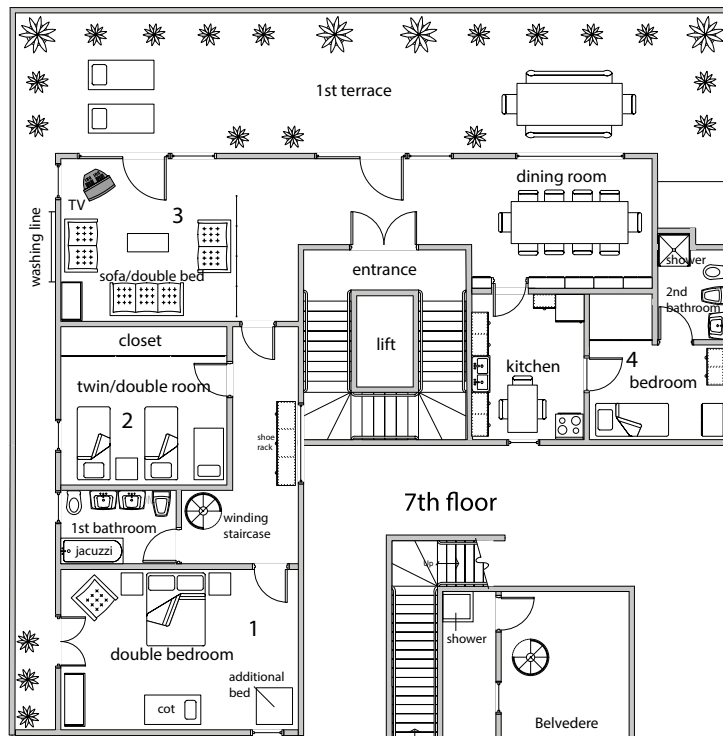 1st terrace
dining room
TV
3
washing line
sofa/double bed
entrance
shower
2nd
bathroom
closet
lift
kitchen
4
bedroom
twin/double room
2
shoe
rack
7th floor
1st bathroom
winding
staircase
jacuzzi
up
1
double bedroom
shower
additional
bed
cot
Belvedere